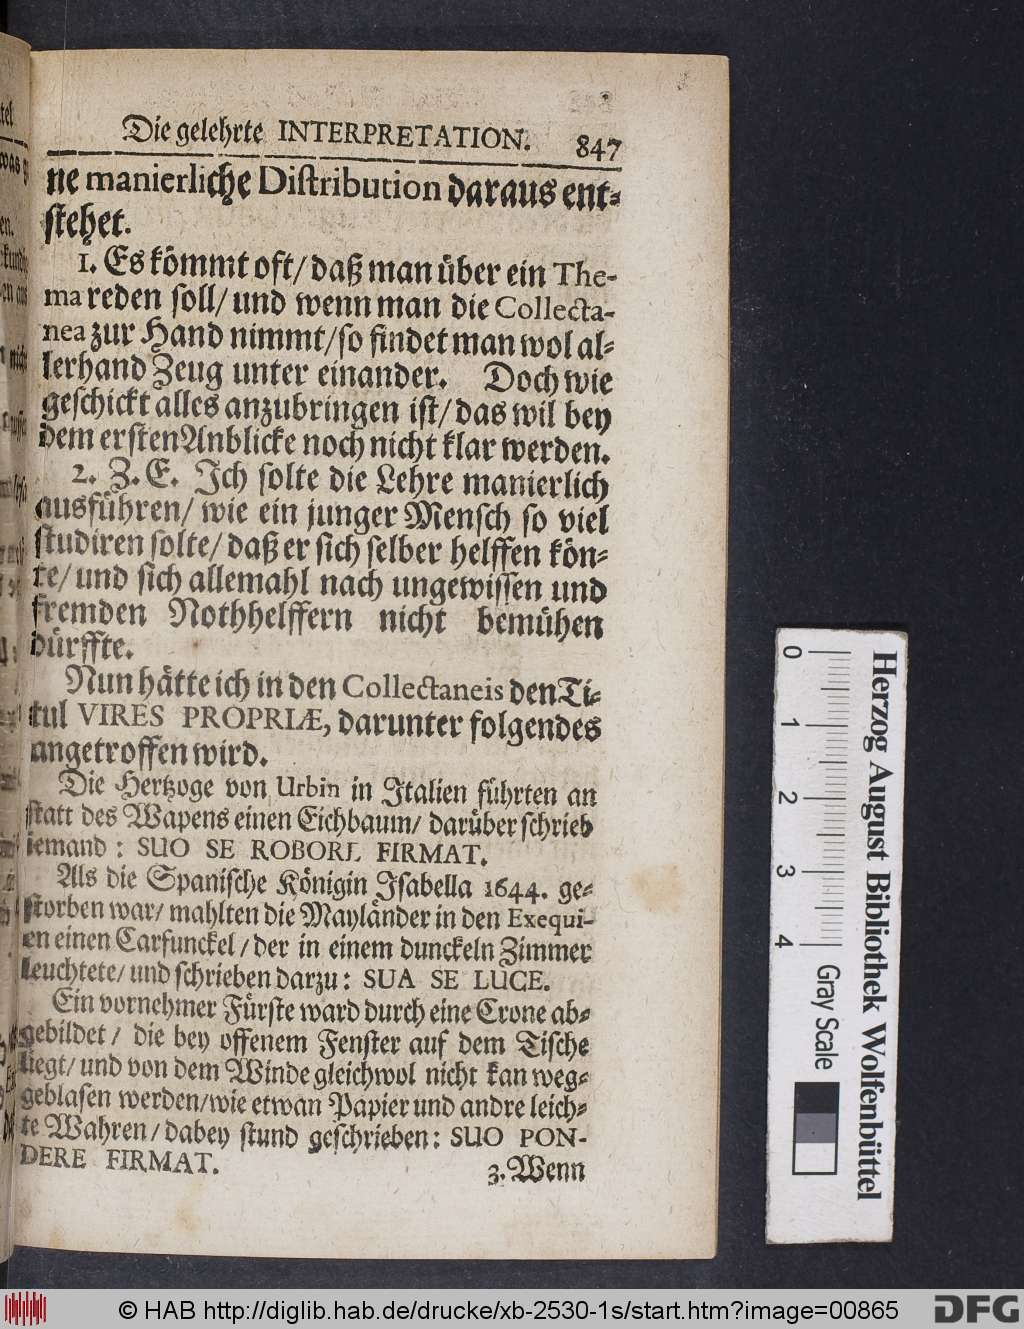 Die gelehrte INTERPRETATION. 847
ne manierliche Distribution daraus ent-
stehet.
1. Es kömmt oft/ daß man über ein The-
ma reden soll/ und wenn man die Collecta-
nea zur Hand nimmt/ so findet man wol al-
lerhand Zeug unter einander. Doch wie
geschickt alles anzubringen ist/ das wil bey
dem ersten Anblicke noch nicht klar werden.
2. Z. E. Ich solte die Lehre manierlich
ausführen/ wie ein junger Mensch so viel
studiren solte/ daß er sich selber helffen kön-
te/ und sich allemahl nach ungewissen und
fremden Nothhelffern nicht bemühen
dürffte.
Nun hätte ich in den Collectaneis den Ti-
tul VIRES PROPRIÆ, darunter folgendes
angetroffen wird.
Die Hertzoge von Urbin in Italien führten an
statt des Wapens einen Eichbaum/ darüber schrieb
iemand: SUO SE ROBORE FIRMAT.
Als die Spanische Königin Isabella 1644. ge-
storben war/ mahlten die Mayländer in den Exequi-
en einen Carfunckel/ der in einem dunckeln Zimmer
leuchtete/ und schrieben darzu: SUA SE LUCE.
Ein vornehmer Fürste ward durch eine Crone ab-
gebildet/ die bey offenem Fenster auf dem Tische
liegt/ und von dem Winde gleichwol nicht kan weg-
geblasen werden/ wie etwan Papier und andre leich-
te Wahren/ dabey stund geschrieben: SUO PON-
DERE FIRMAT.
3. Wenn
0 1 2 3 4 Gray Scale
Herzog August Bibliothek Wolfenbüttel
© HAB http://diglib.hab.de/drucke/xb-2530-1s/start.htm?image=00865
DFG